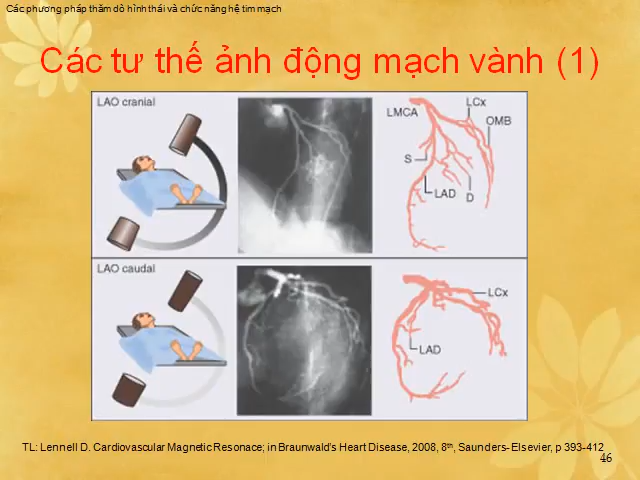 Các phương pháp thăm dò hình thái và chức năng hệ tim mạch
Các tư thế ảnh động mạch vành (1)
LAO cranial
LMCA
LCx
OMB
S
LAD
D
LAO caudal
LCx
LAD
TL: Lennell D. Cardiovascular Magnetic Resonace; in Braunwald's Heart Disease, 2008, 8th, Saunders- Elsevier, p 393-412
46